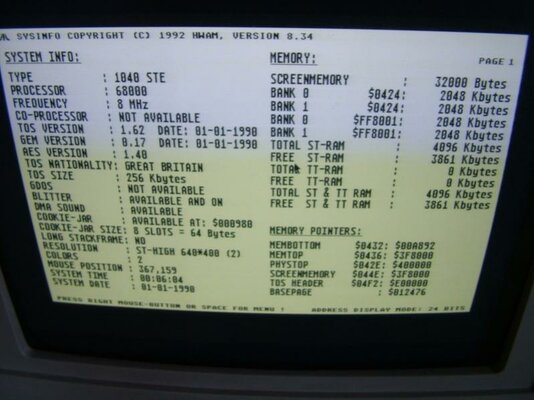 SYSINFO COPYRIGHT (C) 1992 HWAM, VERSION 8.34
SYSTEM INFO:
TYPE : 1040 STE
PROCESSOR : 68000
FREQUENCY : 8 MHz
CO-PROCESSOR : NOT AVAILABLE
TOS VERSION : 1.62 DATE: 01-01-1990
GEM VERSION : 0.17 DATE: 01-01-1990
AES VERSION : 1.40
TOS NATIONALITY: GREAT BRITAIN
TOS SIZE : 256 Kbytes
GDOS : NOT AVAILABLE
BLITTER : AVAILABLE AND ON
DMA SOUND : AVAILABLE
COOKIE-JAR : AVAILABLE AT: $000980
COOKIE-JAR SIZE: 8 SLOTS = 64 Bytes
LONG STACKFRAME: NO
RESOLUTION : ST-HIGH 640*400 (2)
COLORS : 2
MOUSE POSITION : 367,159
SYSTEM TIME : 00:06:04
SYSTEM DATE : 01-01-1990
MEMORY: PAGE 1
SCREENMEMORY : 32000 Bytes
BANK 0 $0424: 2048 Kbytes
BANK 1 $0424: 2048 Kbytes
BANK 0 $FF8001: 2048 Kbytes
BANK 1 $FF8001: 2048 Kbytes
TOTAL ST-RAM : 4096 Kbytes
FREE ST-RAM : 3861 Kbytes
TOTAL TT-RAM : 0 Kbytes
FREE TT-RAM : 0 Kbytes
TOTAL ST & TT RAM : 4096 Kbytes
FREE ST & TT RAM : 3861 Kbytes
MEMORY POINTERS:
MEMBOTTOM $0432: $00A892
MEMTOP $0436: $3F8000
PHYSTOP $042E: $400000
SCREENMEMORY $044E: $3F8000
TOS HEADER $04F2: $E00000
BASEPAGE : $012476
PRESS RIGHT MOUSE-BUTTON OR SPACE FOR MENU ! ADDRESS DISPLAY MODE: 24 BITS